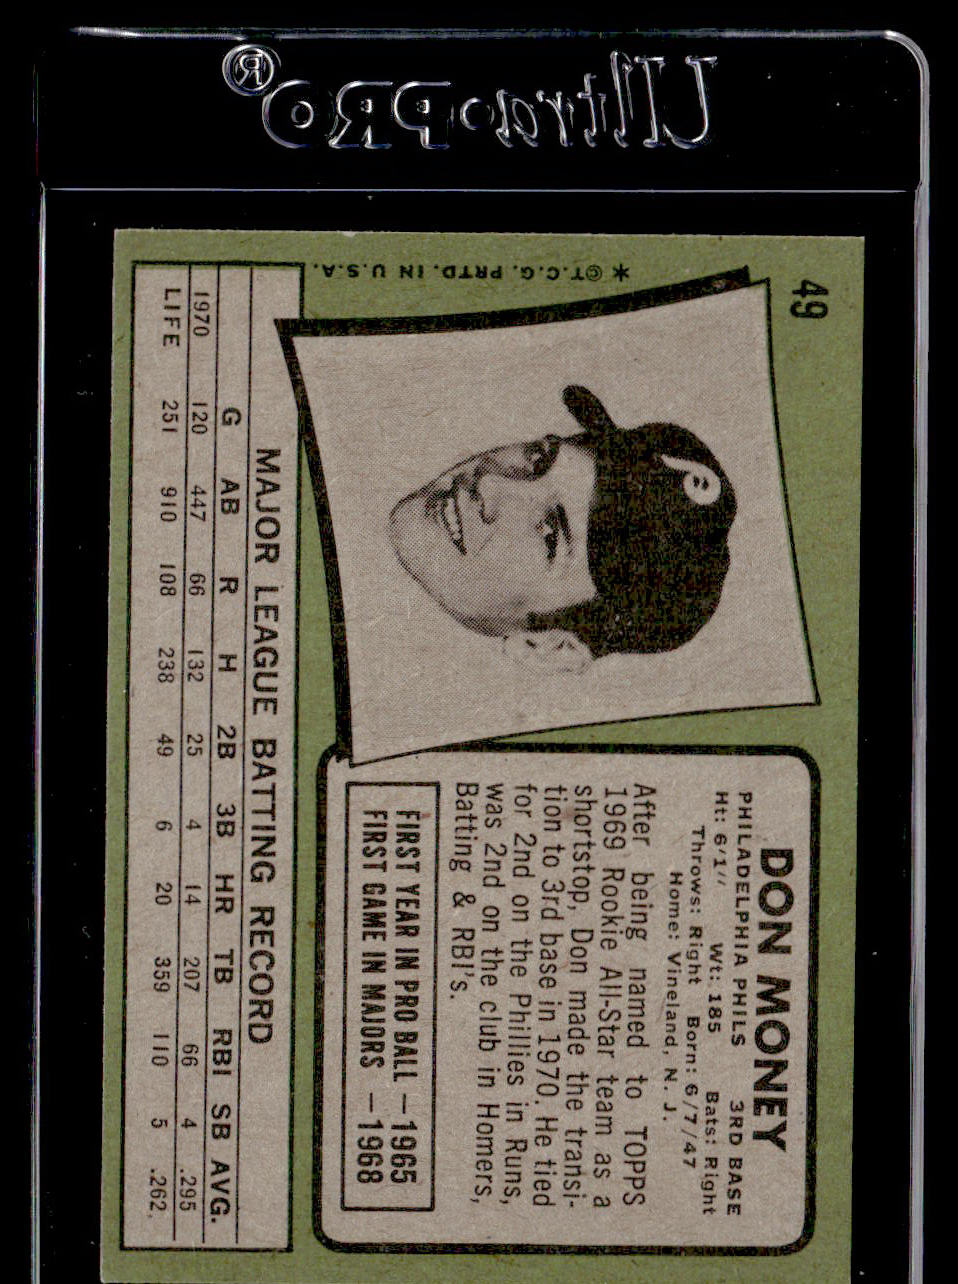 Ultra•PRO®
49
* ©T.C.G. PRTD. IN U.S.A.
DON MONEY
PHILADELPHIA PHILS 3RD BASE
Ht: 6'1" Wt: 185 Bats: Right
Throws: Right Born: 6/7/47
Home: Vineland, N. J.
After being named to TOPPS
1969 Rookie All-Star team as a
shortstop, Don made the transi-
tion to 3rd base in 1970. He tied
for 2nd on the Phillies in Runs,
was 2nd on the club in Homers,
Batting & RBI's.
FIRST YEAR IN PRO BALL — 1965
FIRST GAME IN MAJORS — 1968
MAJOR LEAGUE BATTING RECORD
G AB R H 2B 3B HR TB RBI SB AVG.
1970 120 447 66 132 25 4 14 207 66 4 .295
LIFE 251 910 108 238 49 6 20 359 110 5 .262